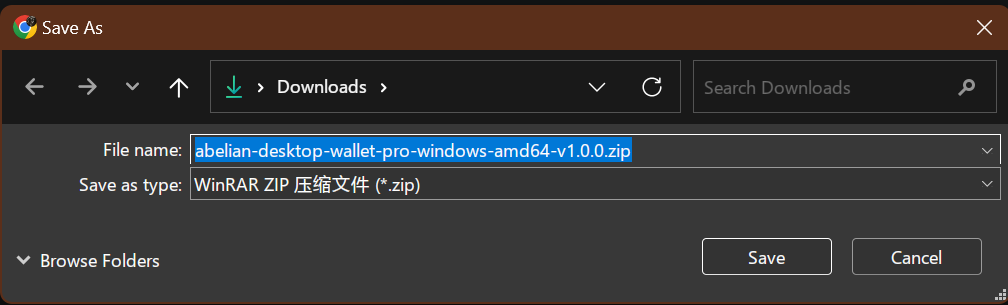 Save As
Downloads
Search Downloads
File name: abelian-desktop-wallet-pro-windows-amd64-v1.0.0.zip
Save as type: WinRAR ZIP 压缩文件 (*.zip)
Browse Folders
Save
Cancel